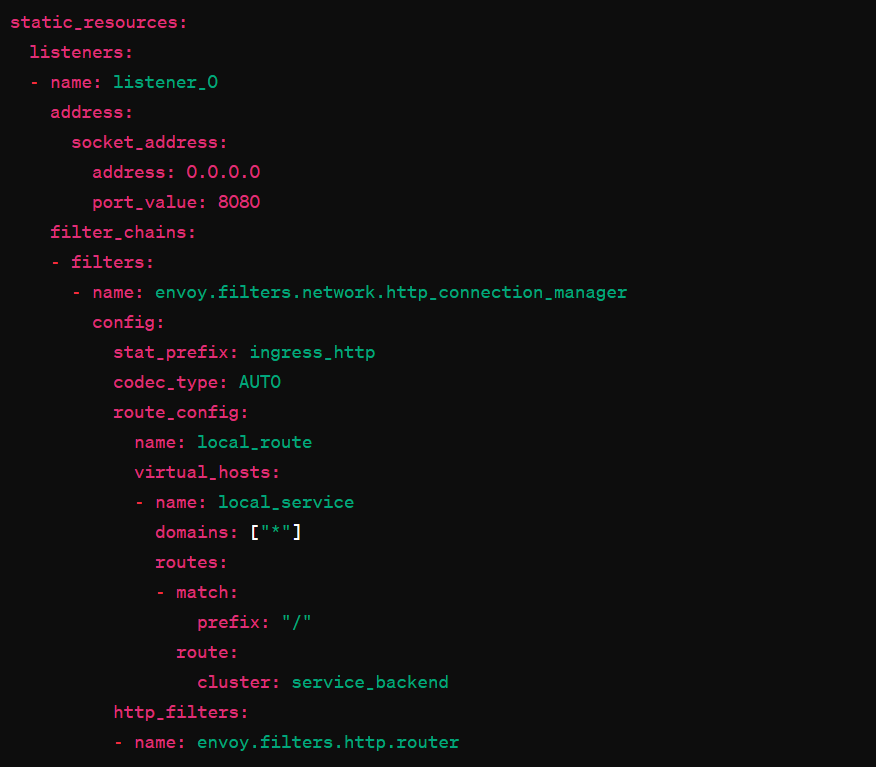 static_resources:
  listeners:
  - name: listener_0
    address:
      socket_address:
        address: 0.0.0.0
        port_value: 8080
    filter_chains:
    - filters:
      - name: envoy.filters.network.http_connection_manager
        config:
          stat_prefix: ingress_http
          codec_type: AUTO
          route_config:
            name: local_route
            virtual_hosts:
            - name: local_service
              domains: ["*"]
              routes:
              - match:
                  prefix: "/"
                route:
                  cluster: service_backend
          http_filters:
          - name: envoy.filters.http.router